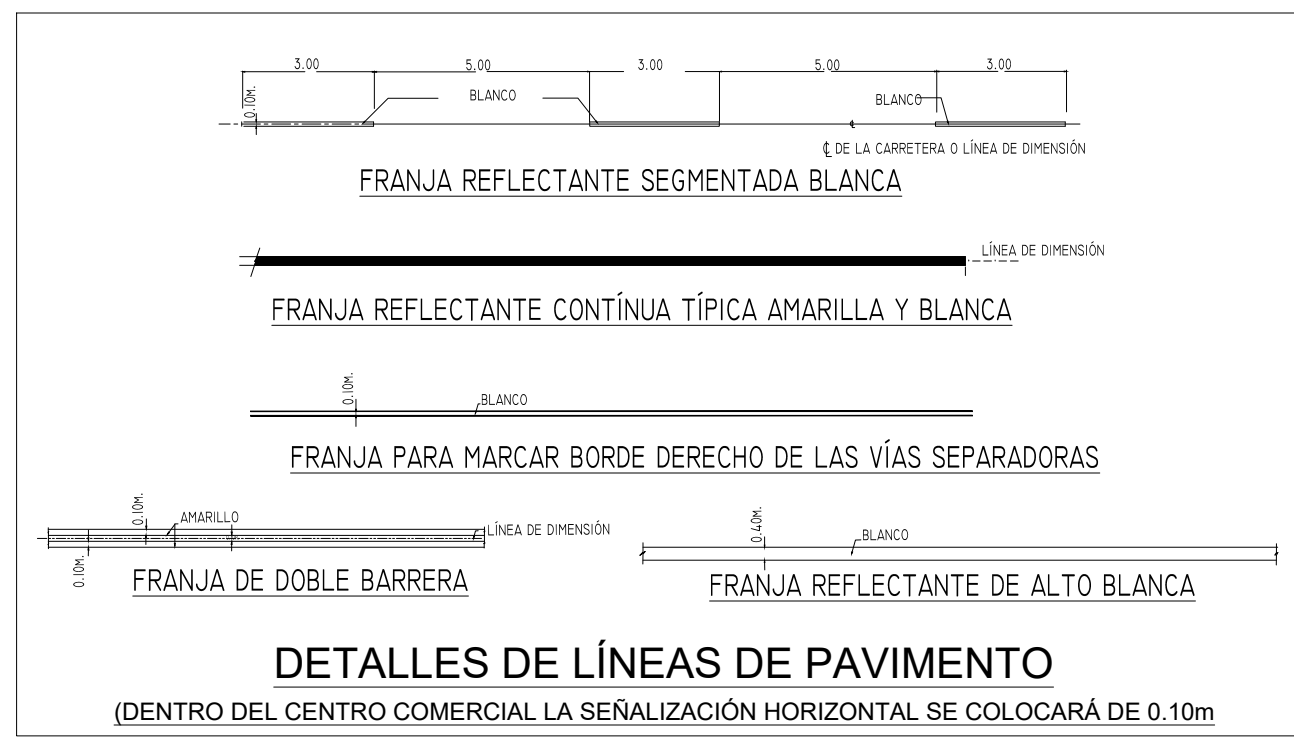 3.00 5.00 3.00 5.00 3.00
0.10M.
BLANCO BLANCO
℄ DE LA CARRETERA O LÍNEA DE DIMENSIÓN
FRANJA REFLECTANTE SEGMENTADA BLANCA
LÍNEA DE DIMENSIÓN
FRANJA REFLECTANTE CONTÍNUA TÍPICA AMARILLA Y BLANCA
0.10M.
BLANCO
FRANJA PARA MARCAR BORDE DERECHO DE LAS VÍAS SEPARADORAS
0.10M.
AMARILLO
LÍNEA DE DIMENSIÓN
0.10M.
FRANJA DE DOBLE BARRERA
0.40M.
BLANCO
FRANJA REFLECTANTE DE ALTO BLANCA
DETALLES DE LÍNEAS DE PAVIMENTO
(DENTRO DEL CENTRO COMERCIAL LA SEÑALIZACIÓN HORIZONTAL SE COLOCARÁ DE 0.10m